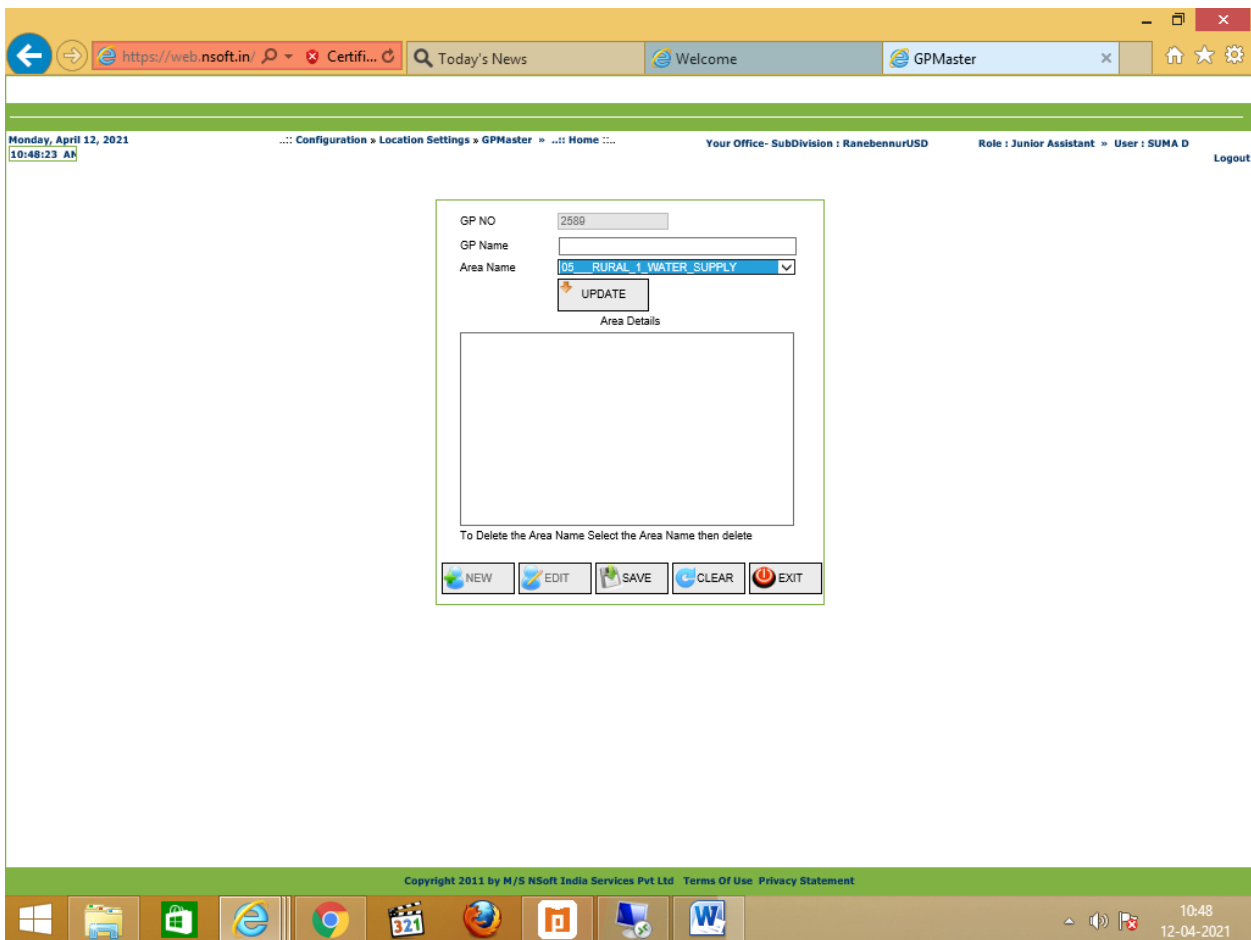 https://web.nsoft.in/ Certifi... Today's News Welcome GPMaster
Monday, April 12, 2021 ..:: Configuration » Location Settings » GPMaster » ..:: Home ::.. Your Office- SubDivision : RanebennurUSD Role : Junior Assistant » User : SUMA D
10:48:23 AM
Logout
GP NO 2589
GP Name
Area Name 05___RURAL_1_WATER_SUPPLY
UPDATE
Area Details
To Delete the Area Name Select the Area Name then delete
NEW EDIT SAVE CLEAR EXIT
Copyright 2011 by M/S NSoft India Services Pvt Ltd Terms Of Use Privacy Statement
321
10:48
12-04-2021